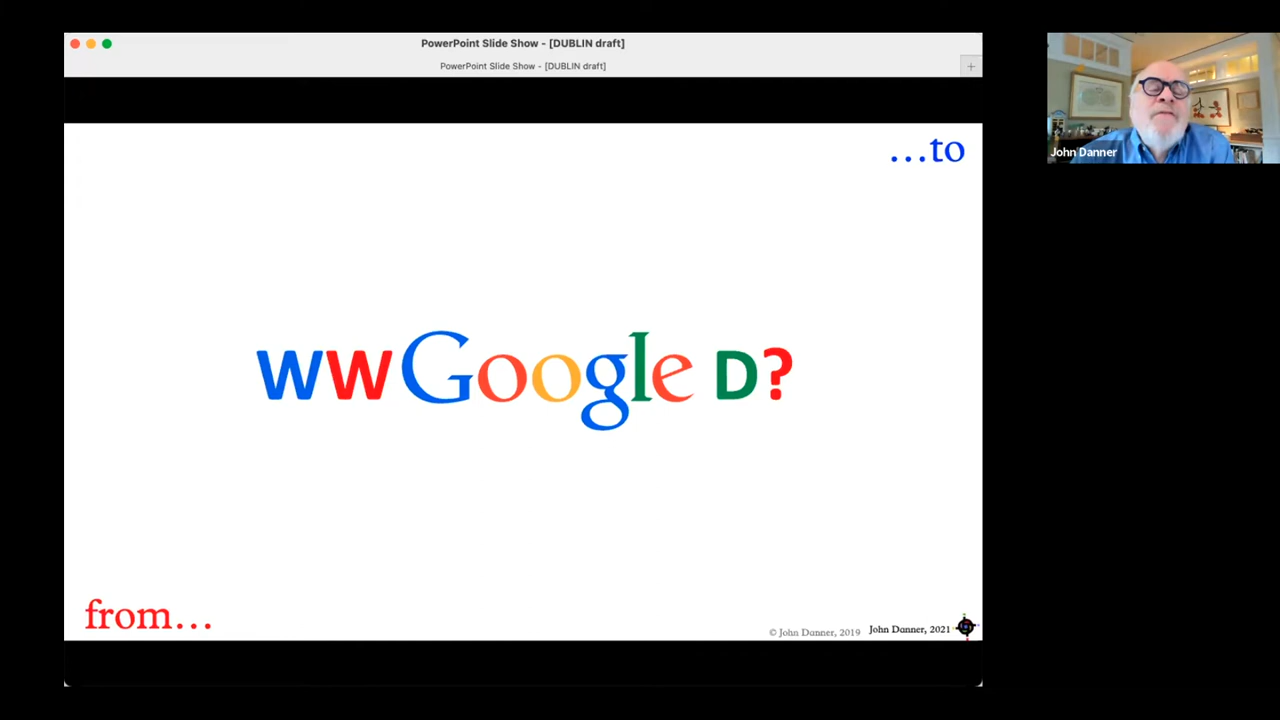 PowerPoint Slide Show - [DUBLIN draft]
PowerPoint Slide Show - [DUBLIN draft]
…to
WWGoogle D?
from…
© John Danner, 2019 John Danner, 2021
John Danner